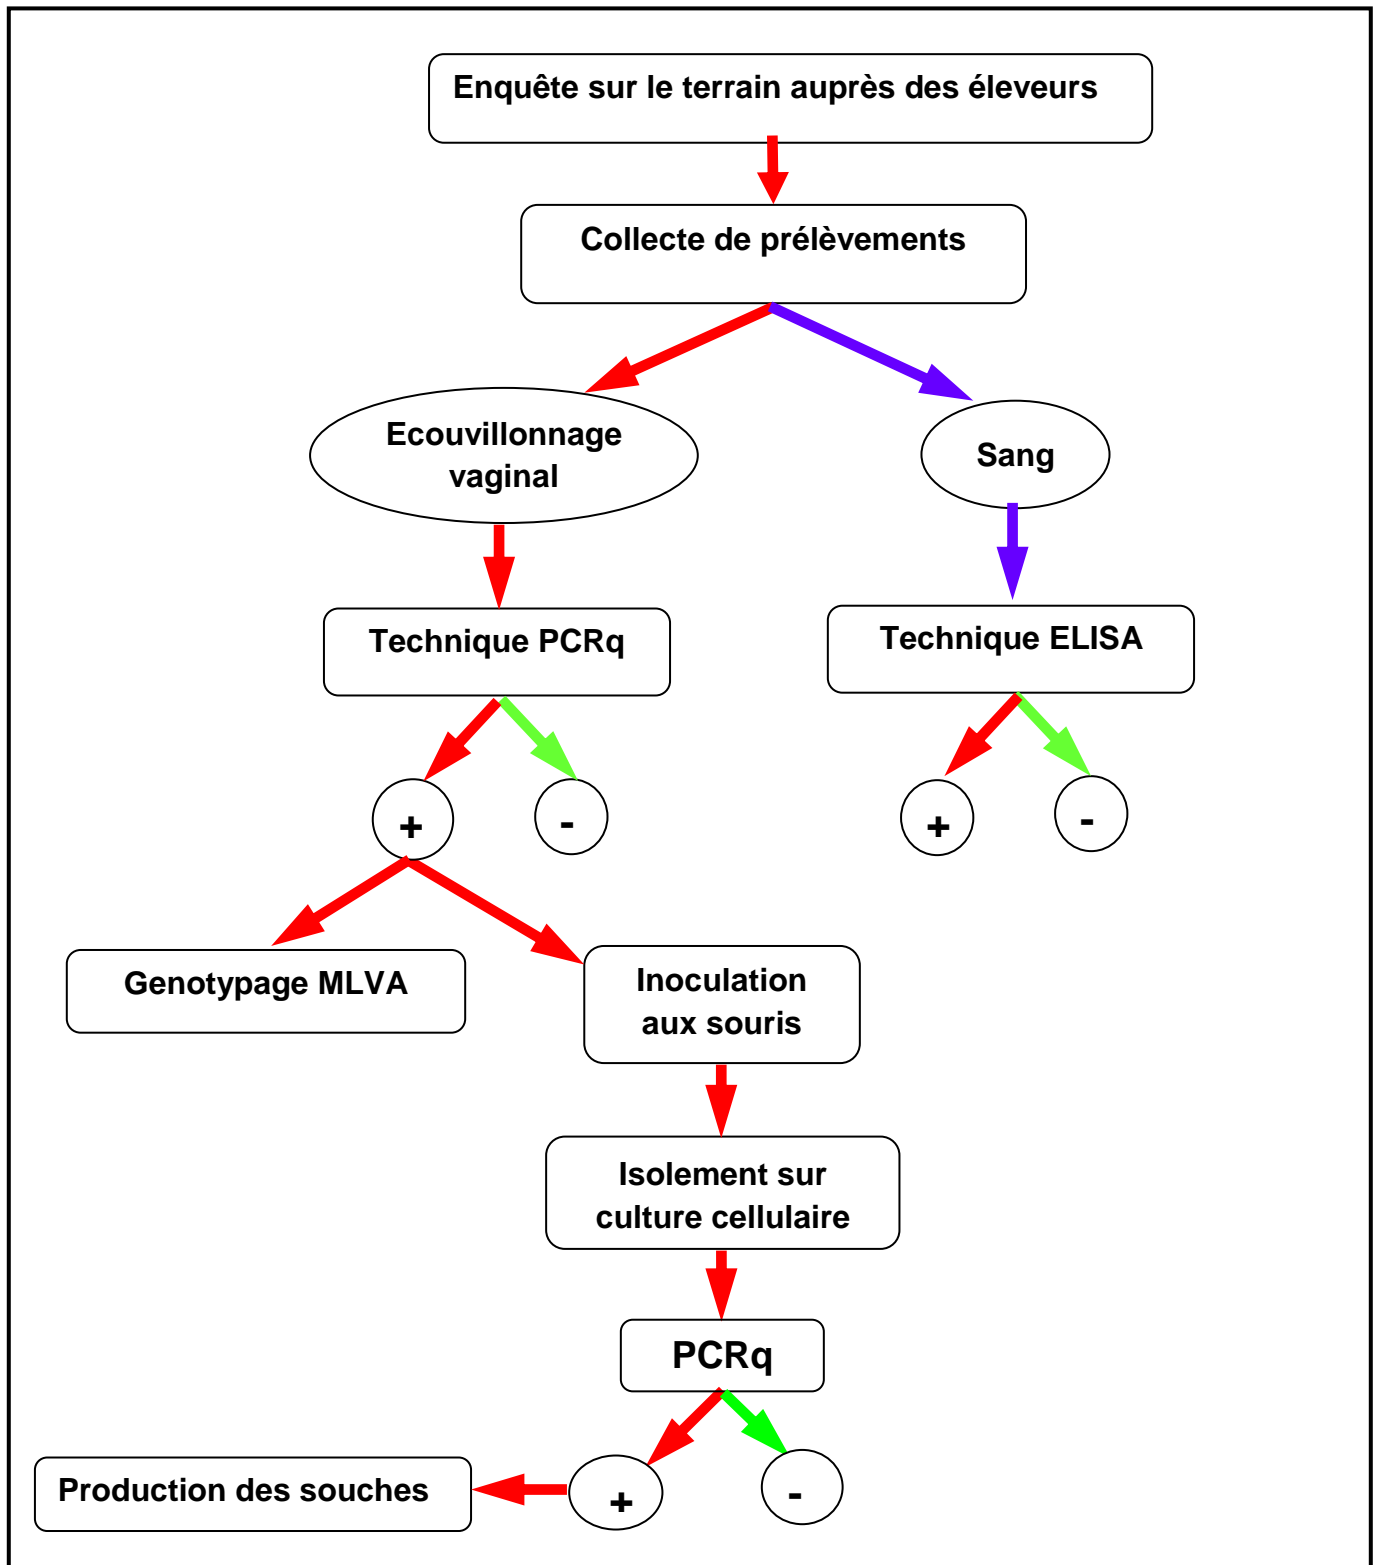 Enquête sur le terrain auprès des éleveurs
Collecte de prélèvements
Ecouvillonnage
vaginal
Sang
Technique PCRq
Technique ELISA
+
-
+
-
Genotypage MLVA
Inoculation
aux souris
Isolement sur
culture cellulaire
PCRq
Production des souches
+
-